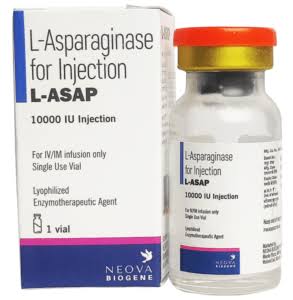 L-Asparaginase
for Injection
L-ASAP
10000 IU Injection
For IV/IM infusion only
Single Use Vial
Lyophilized
Enzymotherapeutic Agent
1 vial
NEOVA
BIOGENE
L-Asparaginase
for Injection
L-ASAP
10000 IU Injection
For IV/IM infusion only
Single Use Vial
Lyophilized
Enzymotherapeutic Agent
NEOVA
BIOGENE